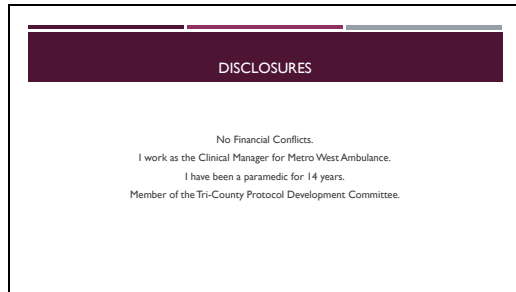 DISCLOSURES
No Financial Conflicts.
I work as the Clinical Manager for Metro West Ambulance.
I have been a paramedic for 14 years.
Member of the Tri-County Protocol Development Committee.